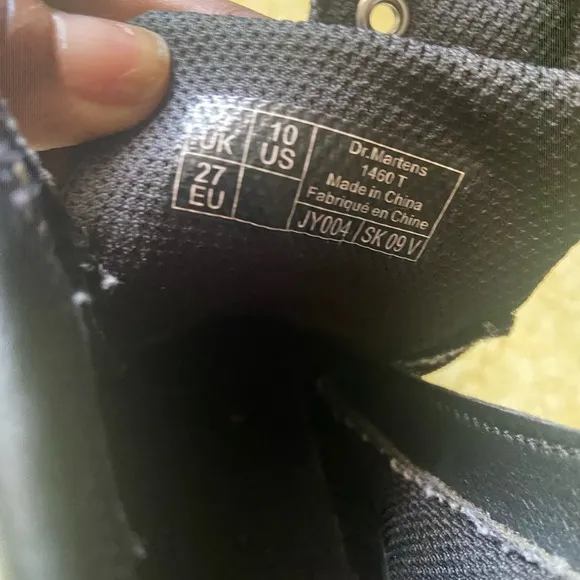 UK
10
US
27
EU
Dr.Martens
1460 T
Made in China
Fabriqué en Chine
JY004/SK 09 V